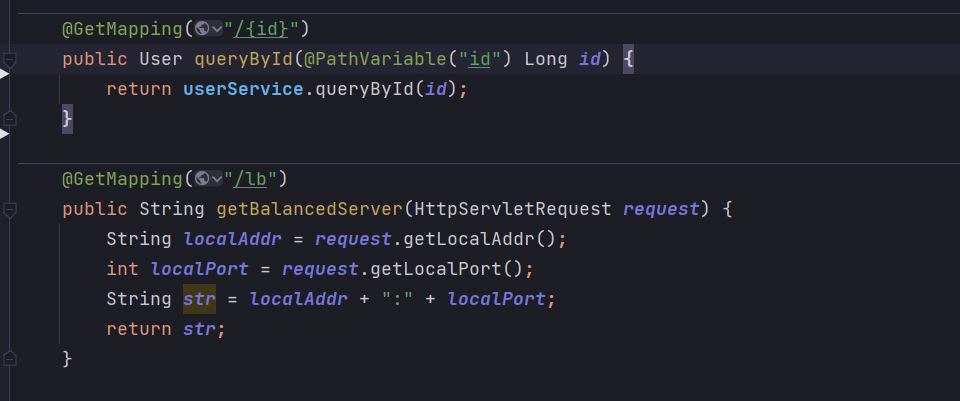 @GetMapping("/{id}")
public User queryById(@PathVariable("id") Long id) {
return userService.queryById(id);
}
@GetMapping("/lb")
public String getBalancedServer(HttpServletRequest request) {
String localAddr = request.getLocalAddr();
int localPort = request.getLocalPort();
String str = localAddr + ":" + localPort;
return str;
}